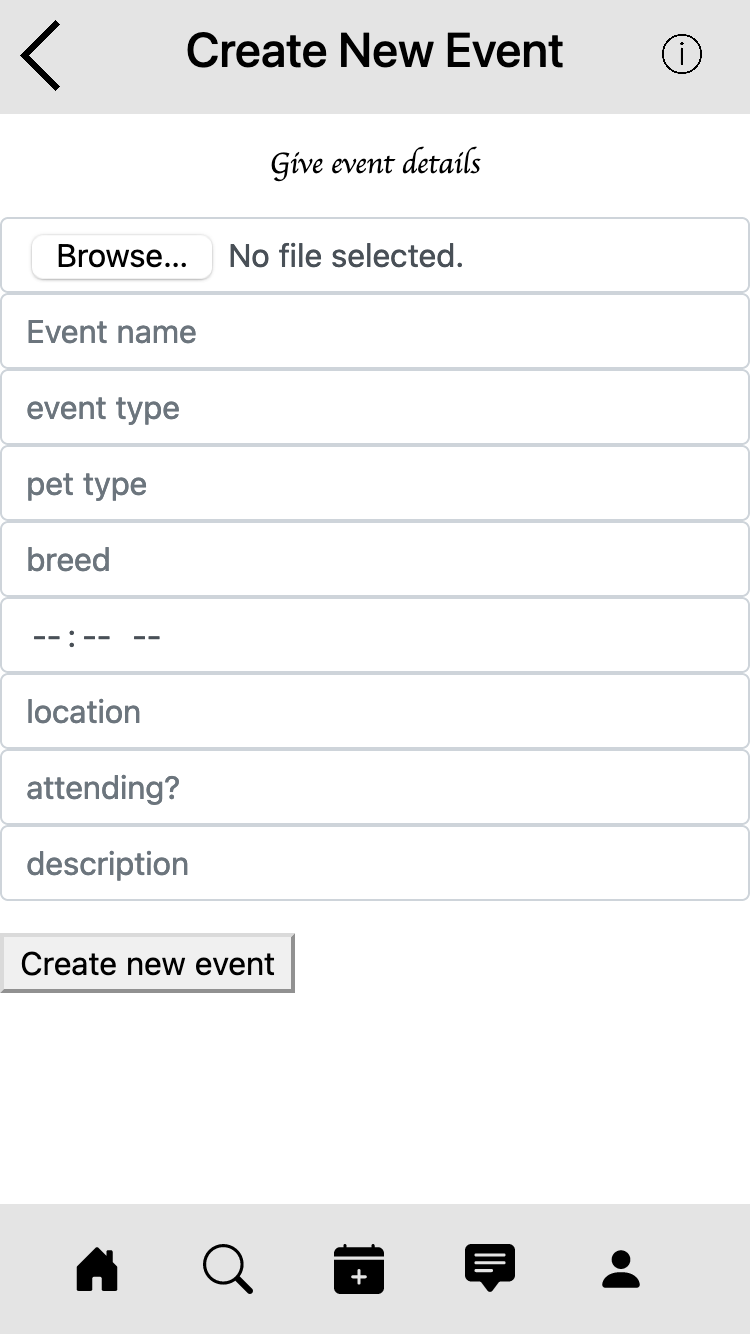 Create New Event
Give event details
Browse... No file selected.
Event name
event type
pet type
breed
--:-- --
location
attending?
description
Create new event